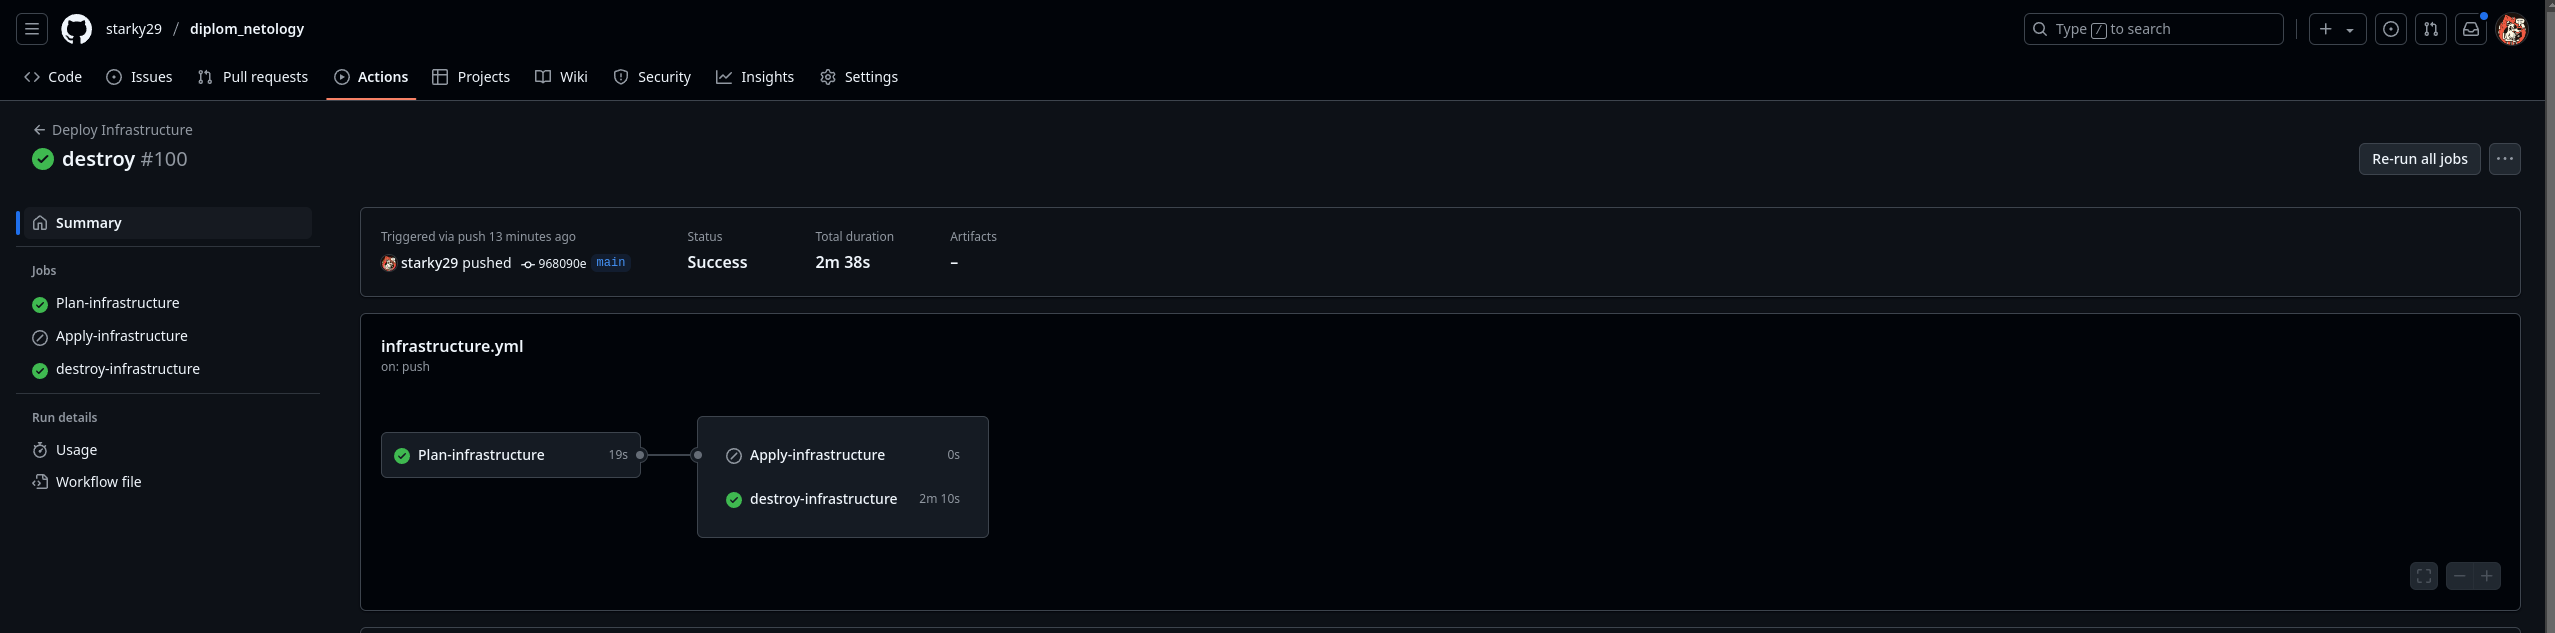 starky29 / diplom_netology
Type / to search
Code Issues Pull requests Actions Projects Wiki Security Insights Settings
Deploy Infrastructure
destroy #100
Re-run all jobs
Summary
Jobs
Plan-infrastructure
Apply-infrastructure
destroy-infrastructure
Run details
Usage
Workflow file
Triggered via push 13 minutes ago
starky29 pushed 968090e main
Status
Success
Total duration
2m 38s
Artifacts
–
infrastructure.yml
on: push
Plan-infrastructure 19s
Apply-infrastructure 0s
destroy-infrastructure 2m 10s